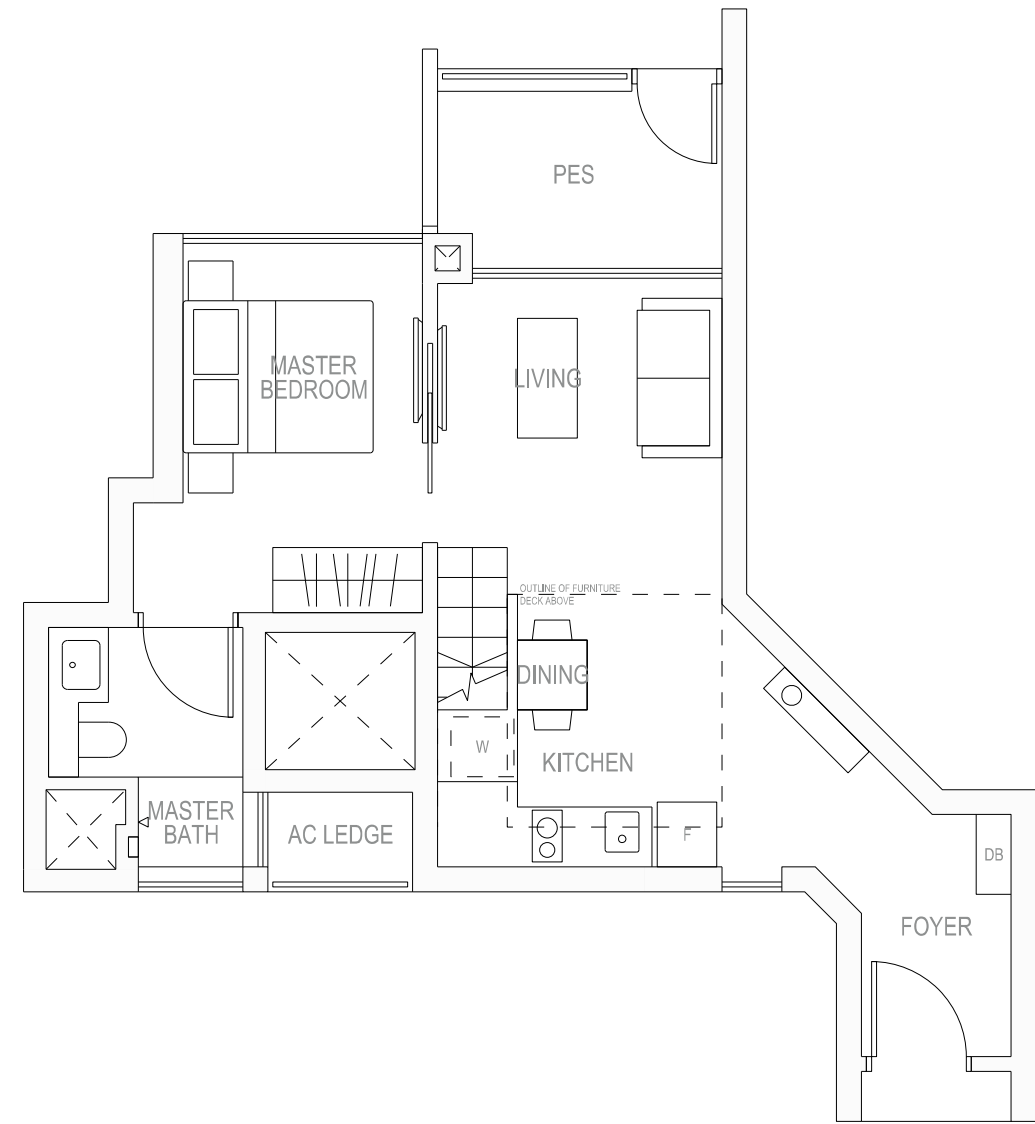 PES
MASTER
BEDROOM
LIVING
OUTLINE OF FURNITURE
DECK ABOVE
DINING
W
KITCHEN
MASTER
BATH
AC LEDGE
F
DB
FOYER